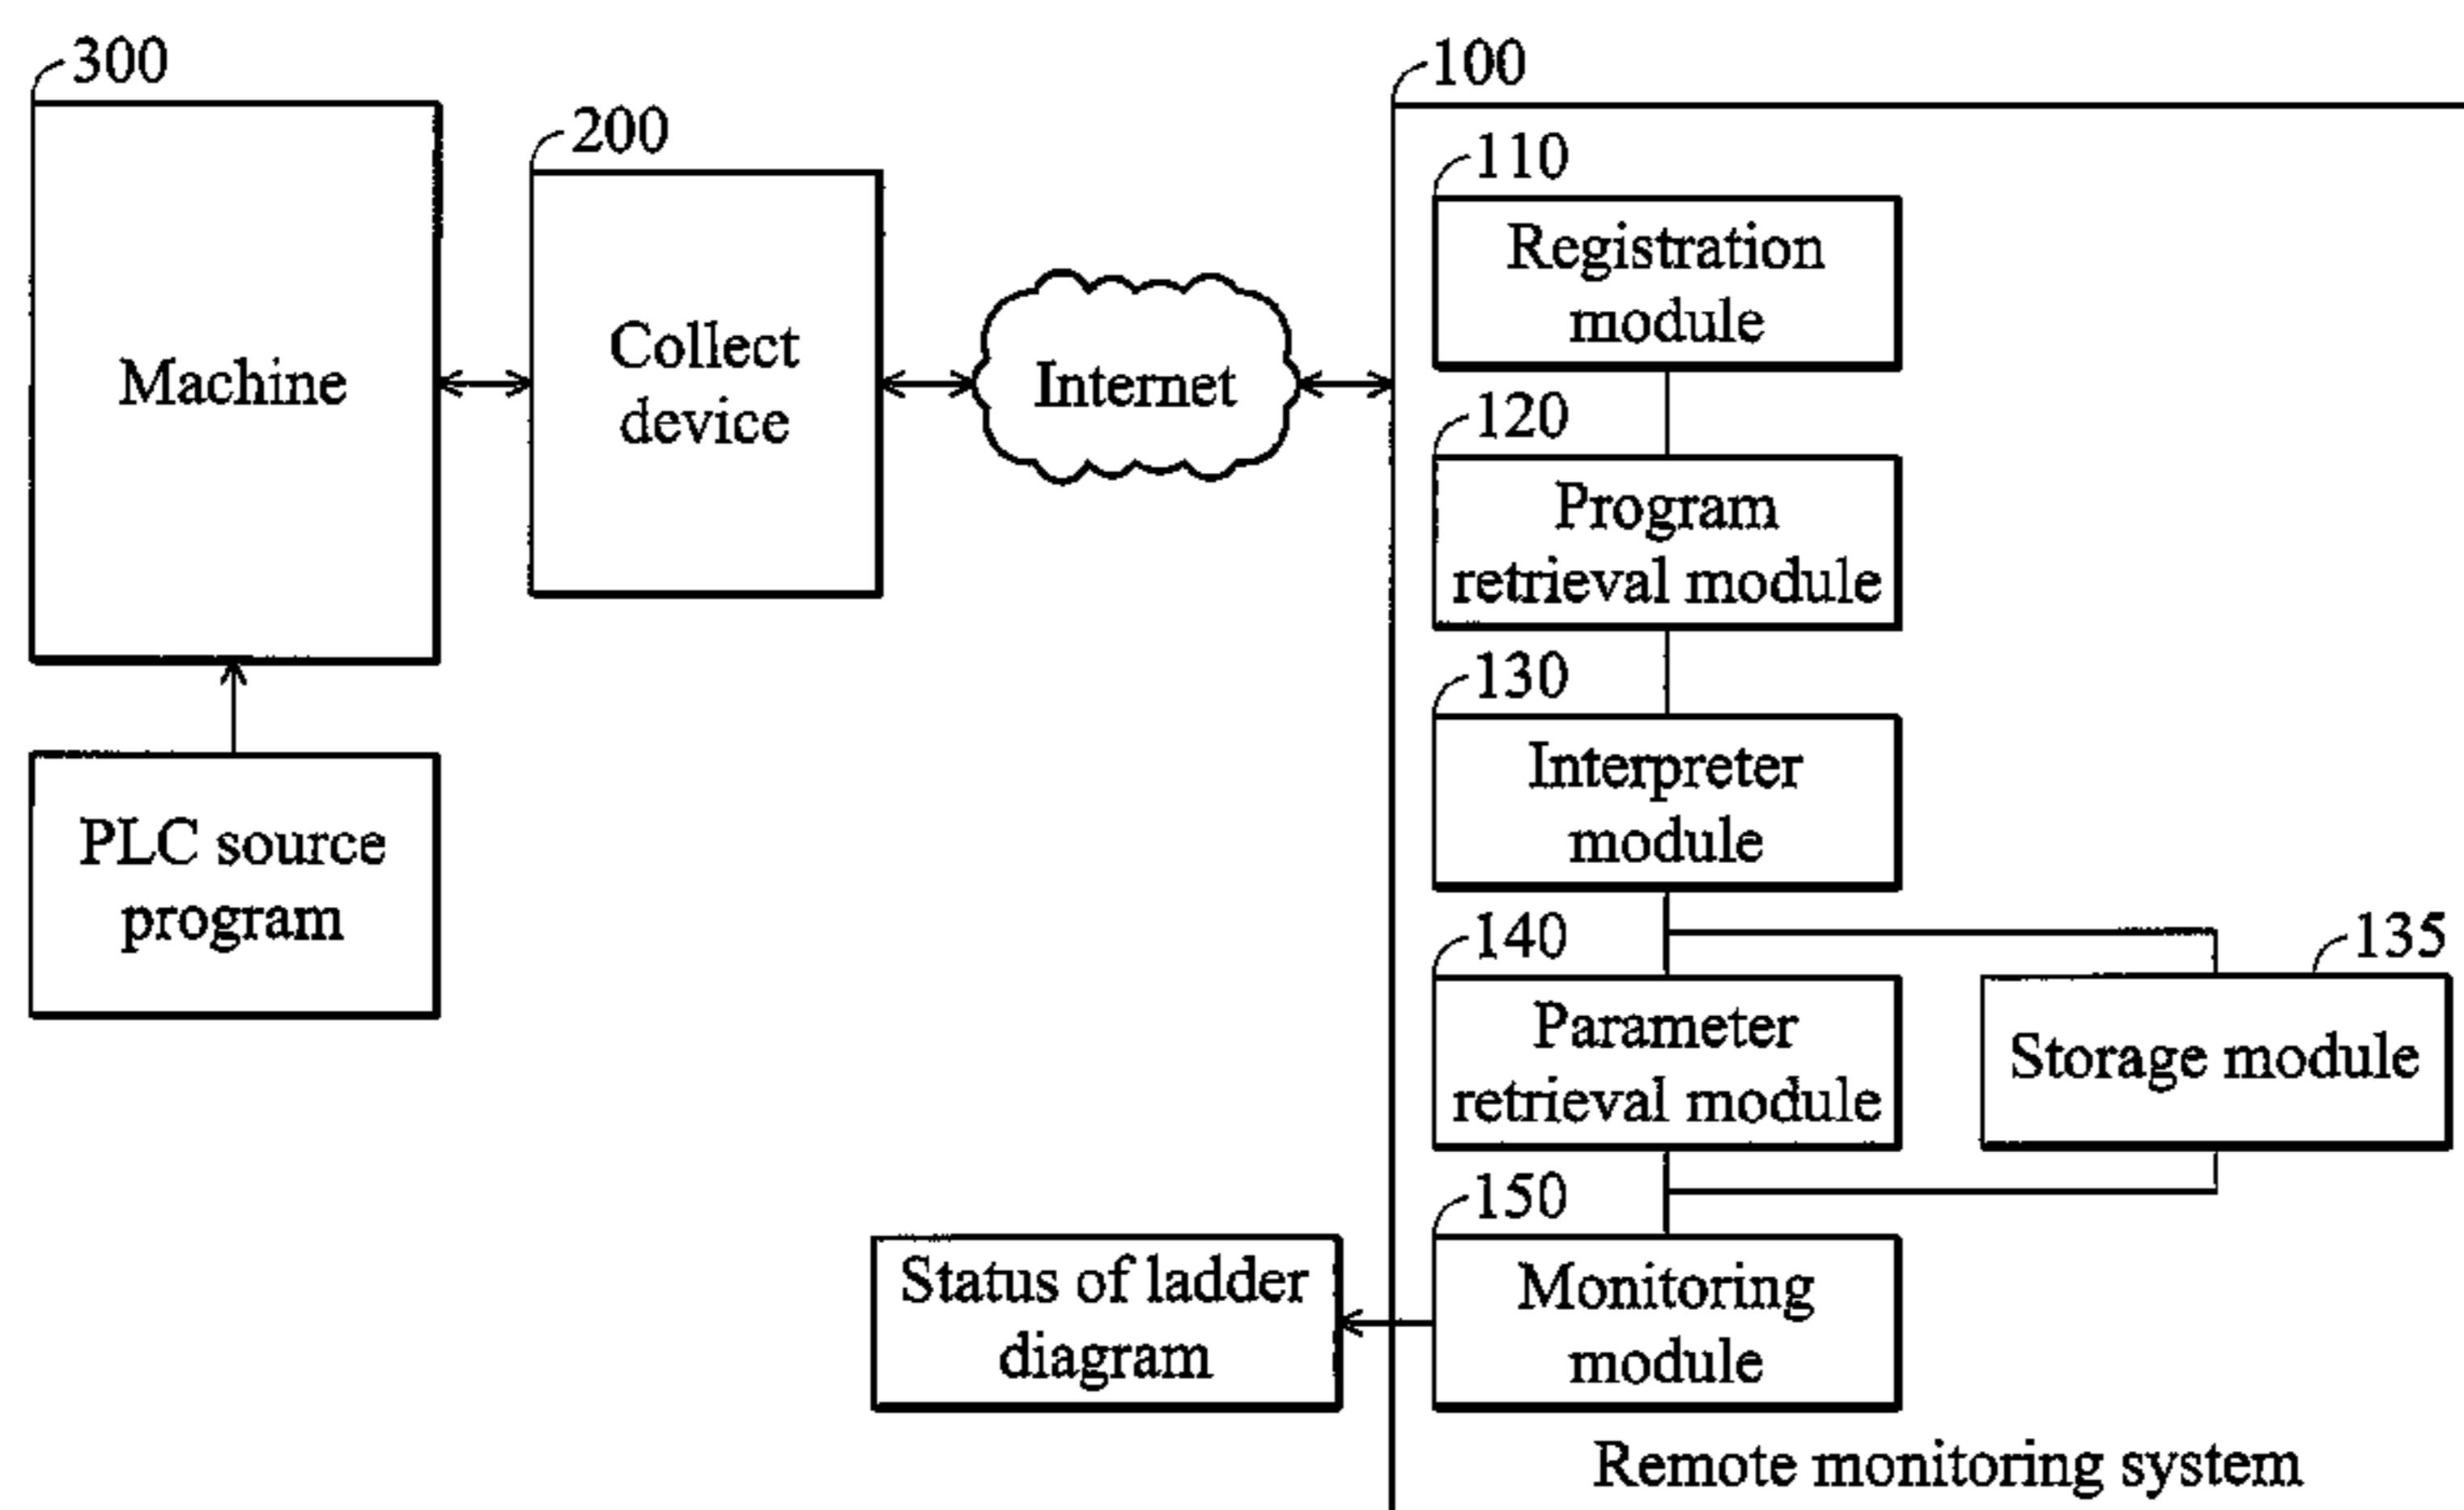 300
Machine
PLC source
program
200
Collect
device
Internet
100
110
Registration
module
120
Program
retrieval module
130
Interpreter
module
140
Parameter
retrieval module
135
Storage module
150
Monitoring
module
Status of ladder
diagram
Remote monitoring system